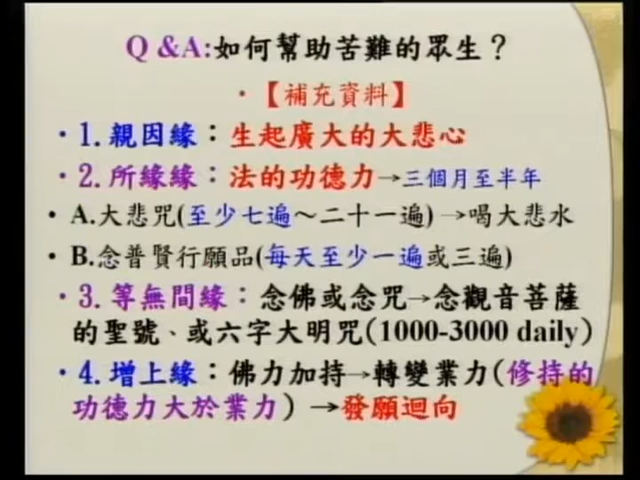 Q &A:如何幫助苦難的眾生？
•【補充資料】
•1.親因緣：生起廣大的大悲心
•2.所緣緣：法的功德力→三個月至半年
•A.大悲咒(至少七遍～二十一遍) →喝大悲水
•B.念普賢行願品(每天至少一遍或三遍)
•3.等無間緣：念佛或念咒→念觀音菩薩
的聖號、或六字大明咒(1000-3000 daily)
•4.增上緣：佛力加持→轉變業力(修持的
功德力大於業力) →發願迴向